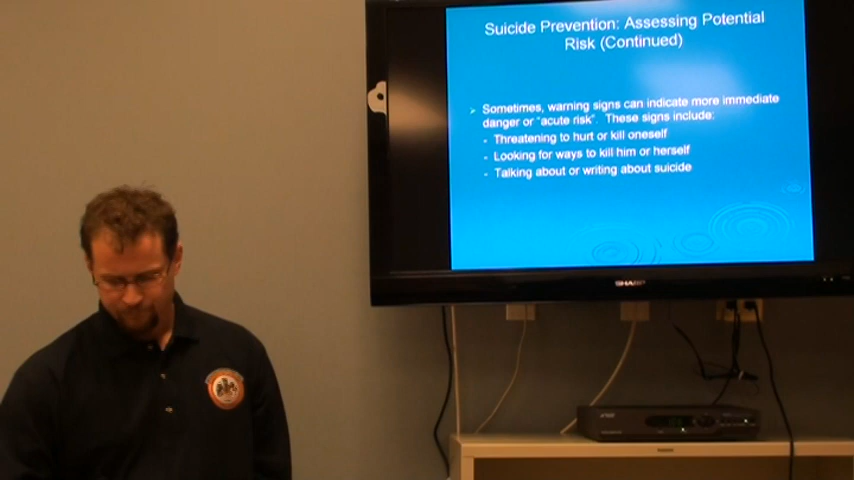 Suicide Prevention: Assessing Potential
Risk (Continued)
Sometimes, warning signs can indicate more immediate
danger or "acute risk". These signs include:
- Threatening to hurt or kill oneself
- Looking for ways to kill him or herself
- Talking about or writing about suicide
SHARP